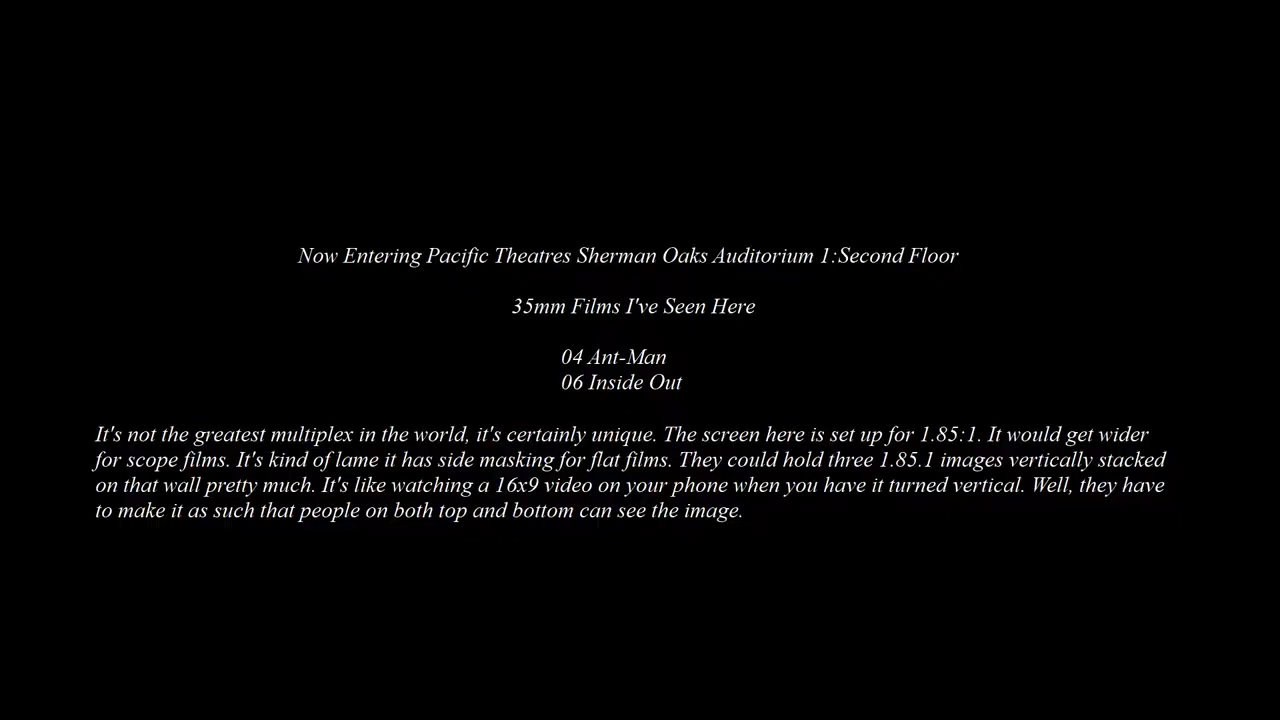 Now Entering Pacific Theatres Sherman Oaks Auditorium 1:Second Floor
35mm Films I've Seen Here
04 Ant-Man
06 Inside Out
It's not the greatest multiplex in the world, it's certainly unique. The screen here is set up for 1.85:1. It would get wider
for scope films. It's kind of lame it has side masking for flat films. They could hold three 1.85.1 images vertically stacked
on that wall pretty much. It's like watching a 16x9 video on your phone when you have it turned vertical. Well, they have
to make it as such that people on both top and bottom can see the image.